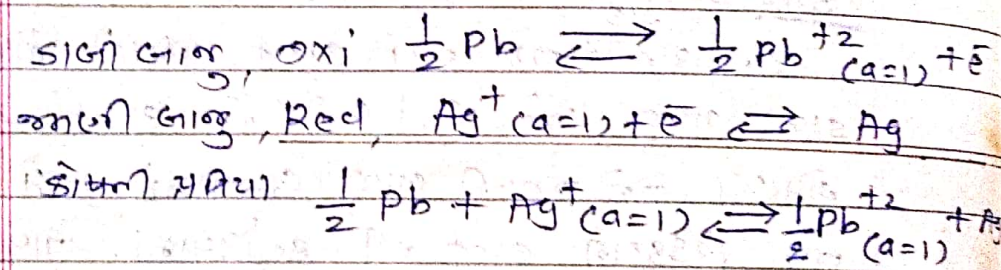 ડાબી બાજુ, oxi ½ Pb ⇌ ½ Pb⁺² (a=1) + ē
જમણી બાજુ, Red, Ag⁺ (a=1) + ē ⇌ Ag
કોષની પ્રક્રિયા ½ Pb + Ag⁺ (a=1) ⇌ ½ Pb⁺² (a=1) + A